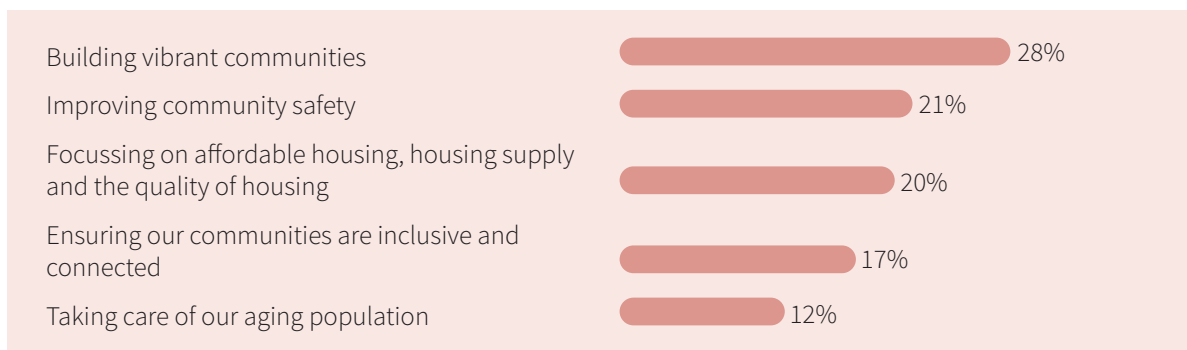 Building vibrant communities 28%
Improving community safety 21%
Focussing on affordable housing, housing supply
and the quality of housing 20%
Ensuring our communities are inclusive and
connected 17%
Taking care of our aging population 12%